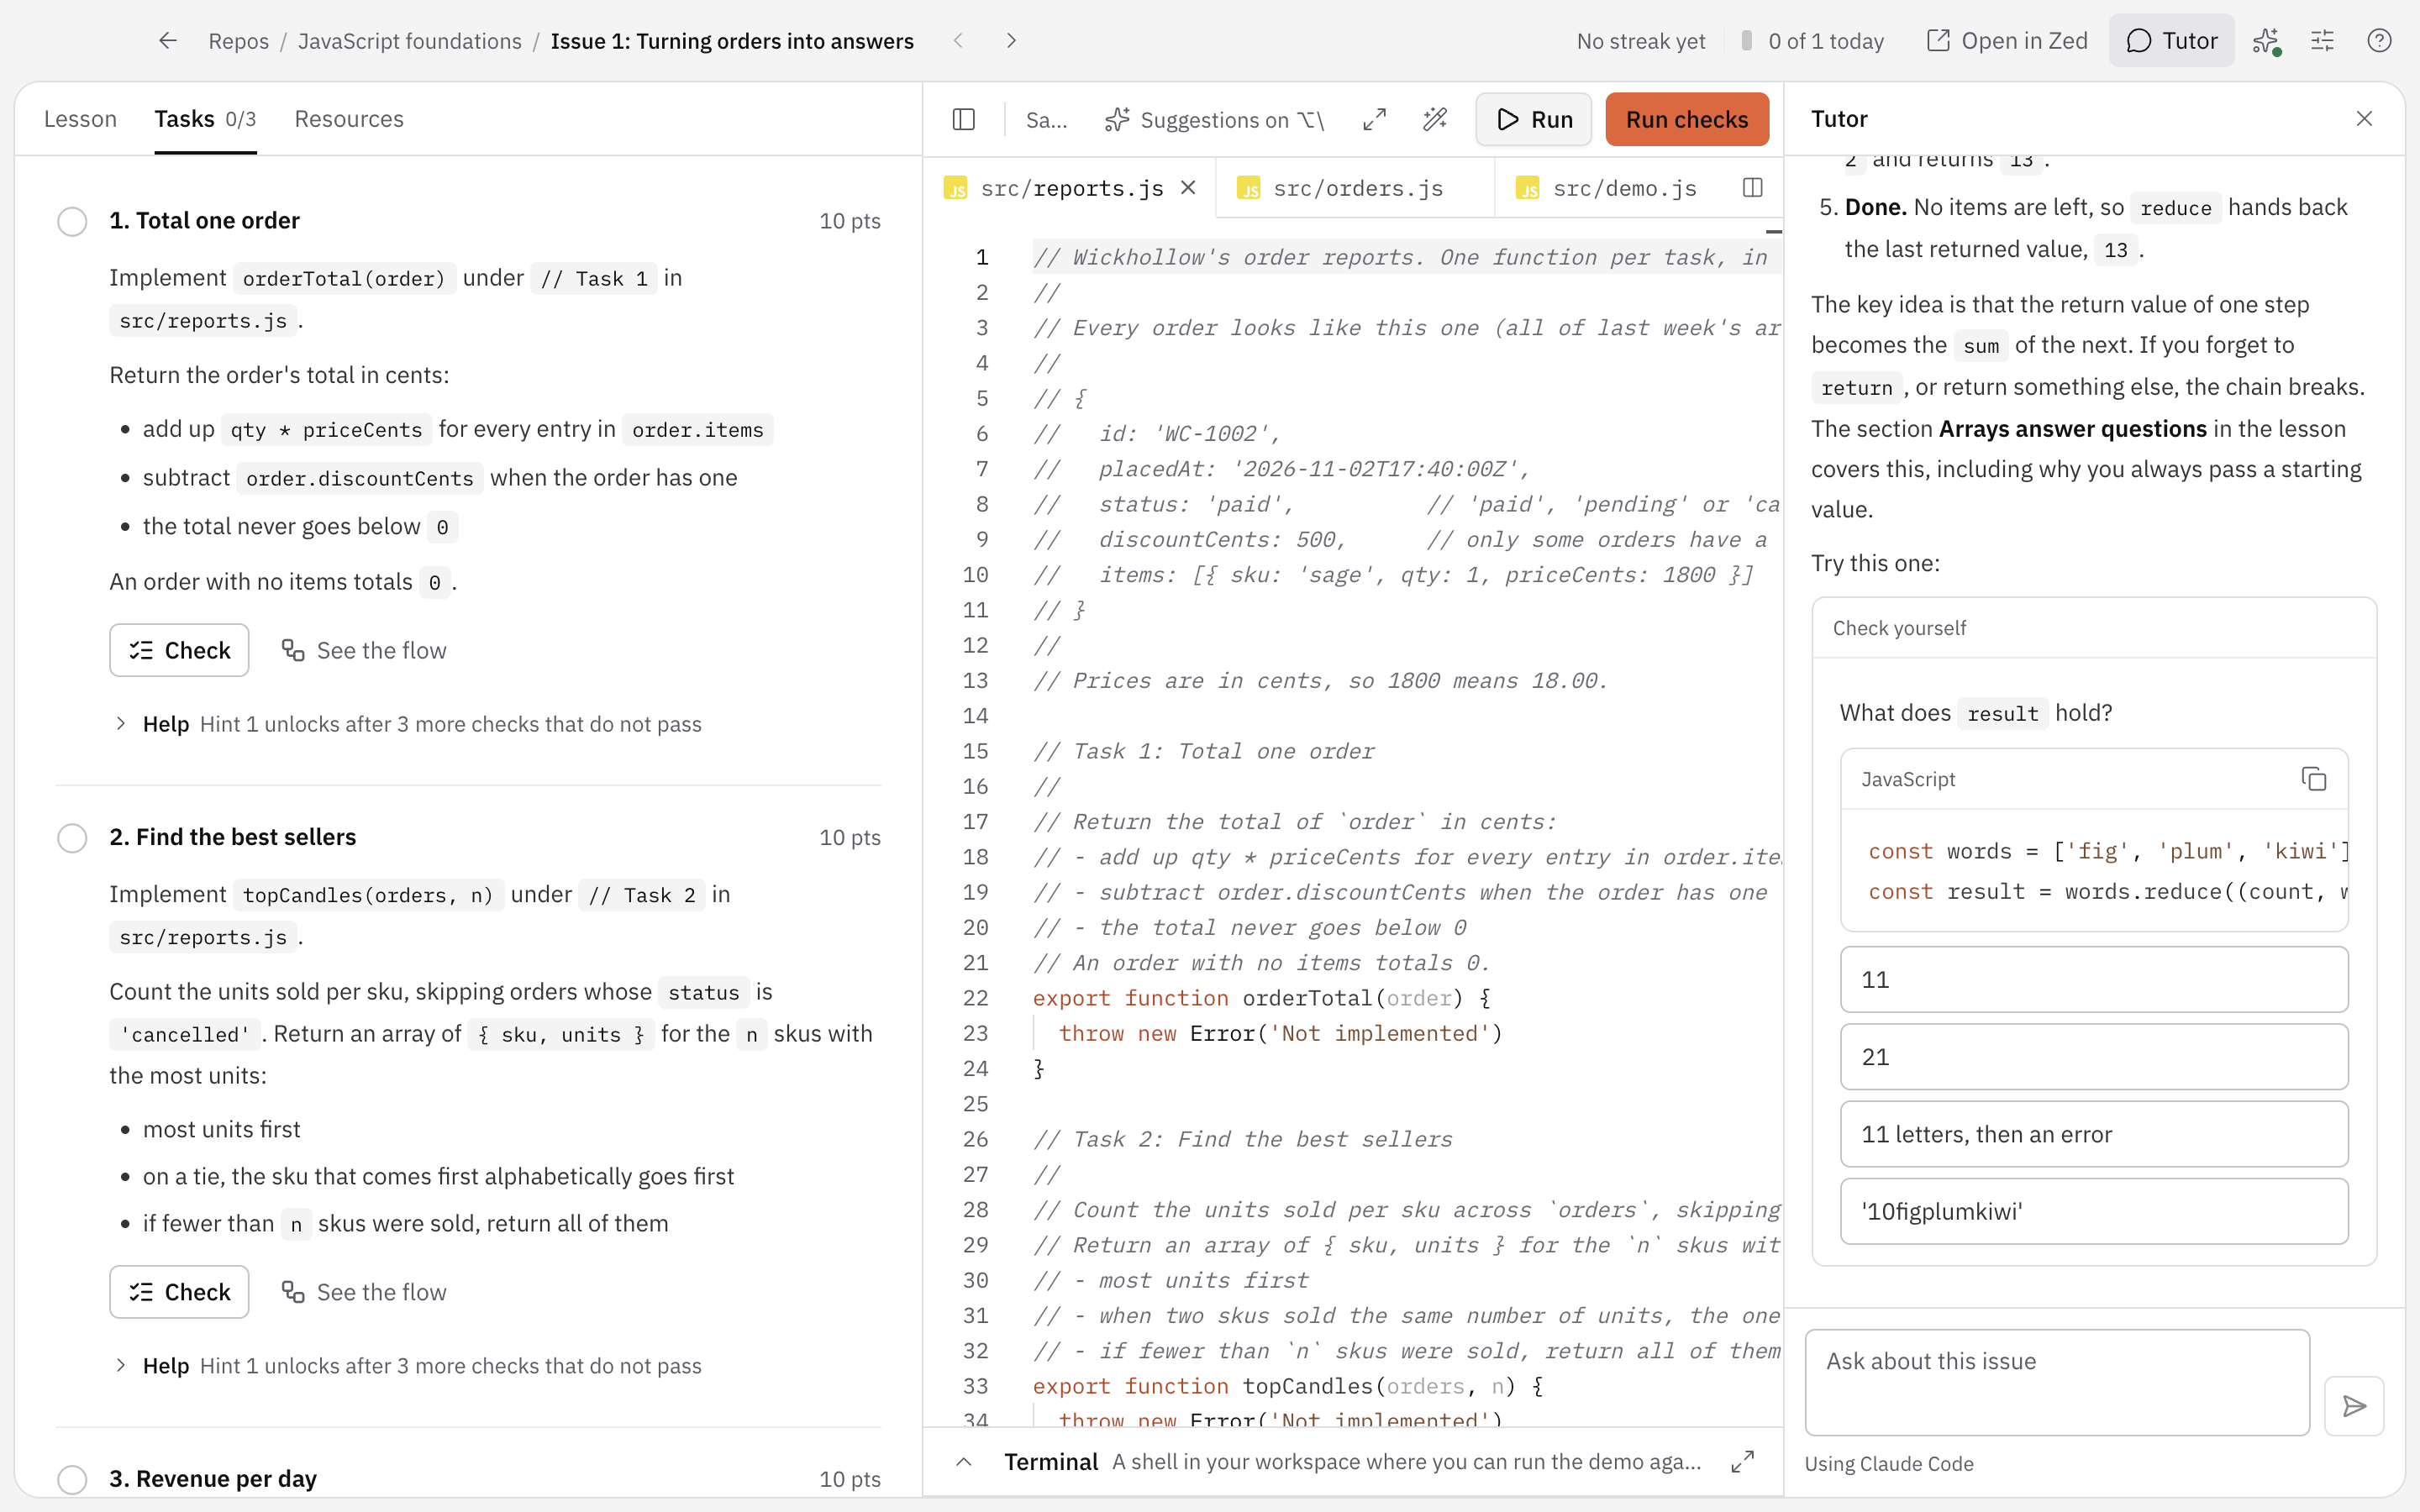 Repos / JavaScript foundations / Issue 1: Turning orders into answers
No streak yet
0 of 1 today
Open in Zed
Tutor
Lesson
Tasks 0/3
Resources
1. Total one order
10 pts
Implement orderTotal(order) under // Task 1 in
src/reports.js .
Return the order's total in cents:
• add up qty * priceCents for every entry in order.items
• subtract order.discountCents when the order has one
• the total never goes below 0
An order with no items totals 0 .
Check
See the flow
Help Hint 1 unlocks after 3 more checks that do not pass
2. Find the best sellers
10 pts
Implement topCandles(orders, n) under // Task 2 in
src/reports.js .
Count the units sold per sku, skipping orders whose status is
'cancelled' . Return an array of { sku, units } for the n skus with
the most units:
• most units first
• on a tie, the sku that comes first alphabetically goes first
• if fewer than n skus were sold, return all of them
Check
See the flow
Help Hint 1 unlocks after 3 more checks that do not pass
3. Revenue per day
10 pts
Sa...
Suggestions on ⌥\
Run
Run checks
JS src/reports.js
JS src/orders.js
JS src/demo.js
1 // Wickhollow's order reports. One function per task, in
2 //
3 // Every order looks like this one (all of last week's ar
4 //
5 // {
6 //   id: 'WC-1002',
7 //   placedAt: '2026-11-02T17:40:00Z',
8 //   status: 'paid',          // 'paid', 'pending' or 'ca
9 //   discountCents: 500,      // only some orders have a
10 //   items: [{ sku: 'sage', qty: 1, priceCents: 1800 }]
11 // }
12 //
13 // Prices are in cents, so 1800 means 18.00.
14
15 // Task 1: Total one order
16 //
17 // Return the total of `order` in cents:
18 // - add up qty * priceCents for every entry in order.ite
19 // - subtract order.discountCents when the order has one
20 // - the total never goes below 0
21 // An order with no items totals 0.
22 export function orderTotal(order) {
23   throw new Error('Not implemented')
24 }
25
26 // Task 2: Find the best sellers
27 //
28 // Count the units sold per sku across `orders`, skipping
29 // Return an array of { sku, units } for the `n` skus wit
30 // - most units first
31 // - when two skus sold the same number of units, the one
32 // - if fewer than `n` skus were sold, return all of them
33 export function topCandles(orders, n) {
34   throw new Error('Not implemented')
Terminal A shell in your workspace where you can run the demo aga...
Tutor
2 and returns 13 .
5. Done. No items are left, so reduce hands back
the last returned value, 13 .
The key idea is that the return value of one step
becomes the sum of the next. If you forget to
return , or return something else, the chain breaks.
The section Arrays answer questions in the lesson
covers this, including why you always pass a starting
value.
Try this one:
Check yourself
What does result hold?
JavaScript
const words = ['fig', 'plum', 'kiwi']
const result = words.reduce((count, w
11
21
11 letters, then an error
'10figplumkiwi'
Ask about this issue
Using Claude Code